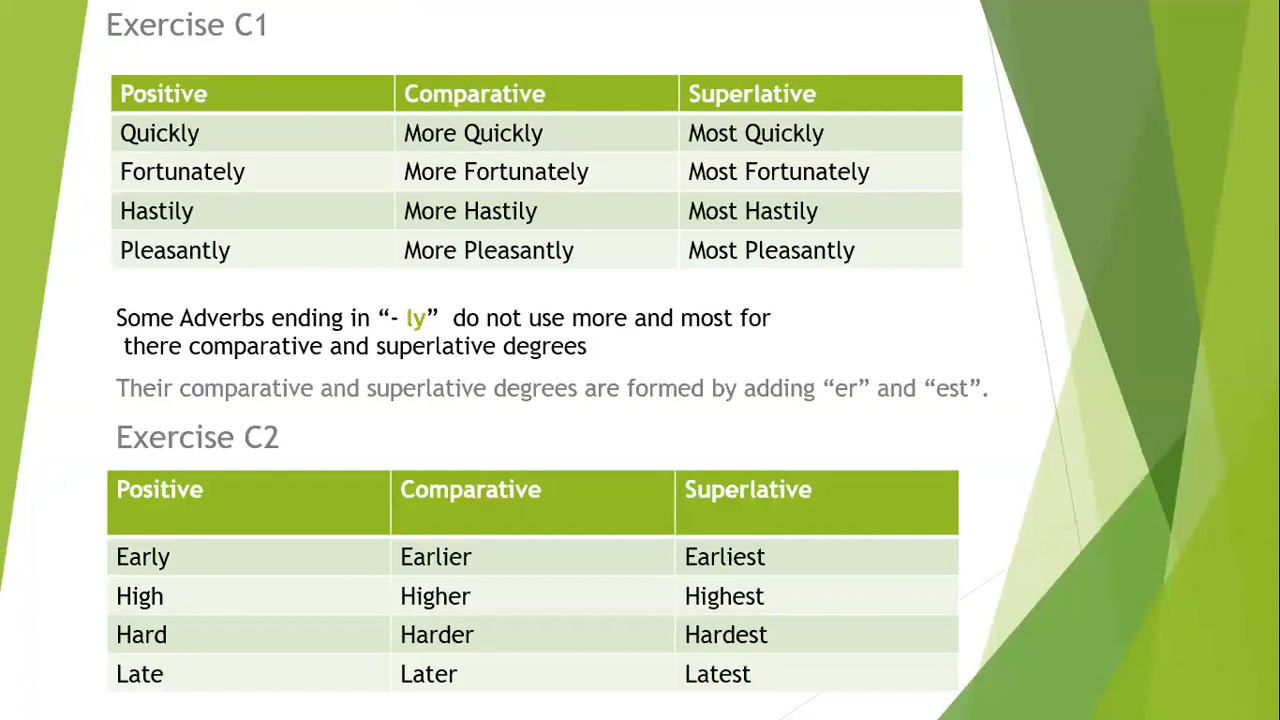 Exercise C1
Positive Comparative Superlative
Quickly More Quickly Most Quickly
Fortunately More Fortunately Most Fortunately
Hastily More Hastily Most Hastily
Pleasantly More Pleasantly Most Pleasantly
Some Adverbs ending in “- ly” do not use more and most for
there comparative and superlative degrees
Their comparative and superlative degrees are formed by adding “er” and “est”.
Exercise C2
Positive Comparative Superlative
Early Earlier Earliest
High Higher Highest
Hard Harder Hardest
Late Later Latest